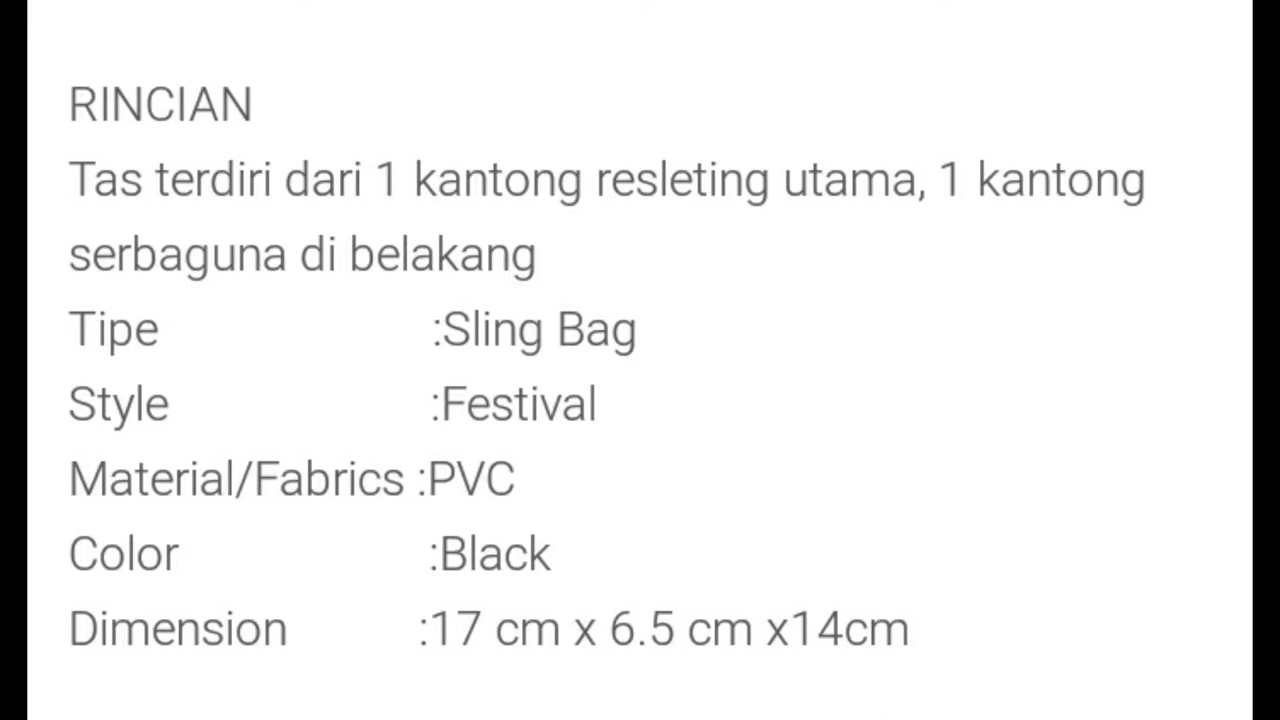 RINCIAN
Tas terdiri dari 1 kantong resleting utama, 1 kantong
serbaguna di belakang
Tipe :Sling Bag
Style :Festival
Material/Fabrics :PVC
Color :Black
Dimension :17 cm x 6.5 cm x14cm